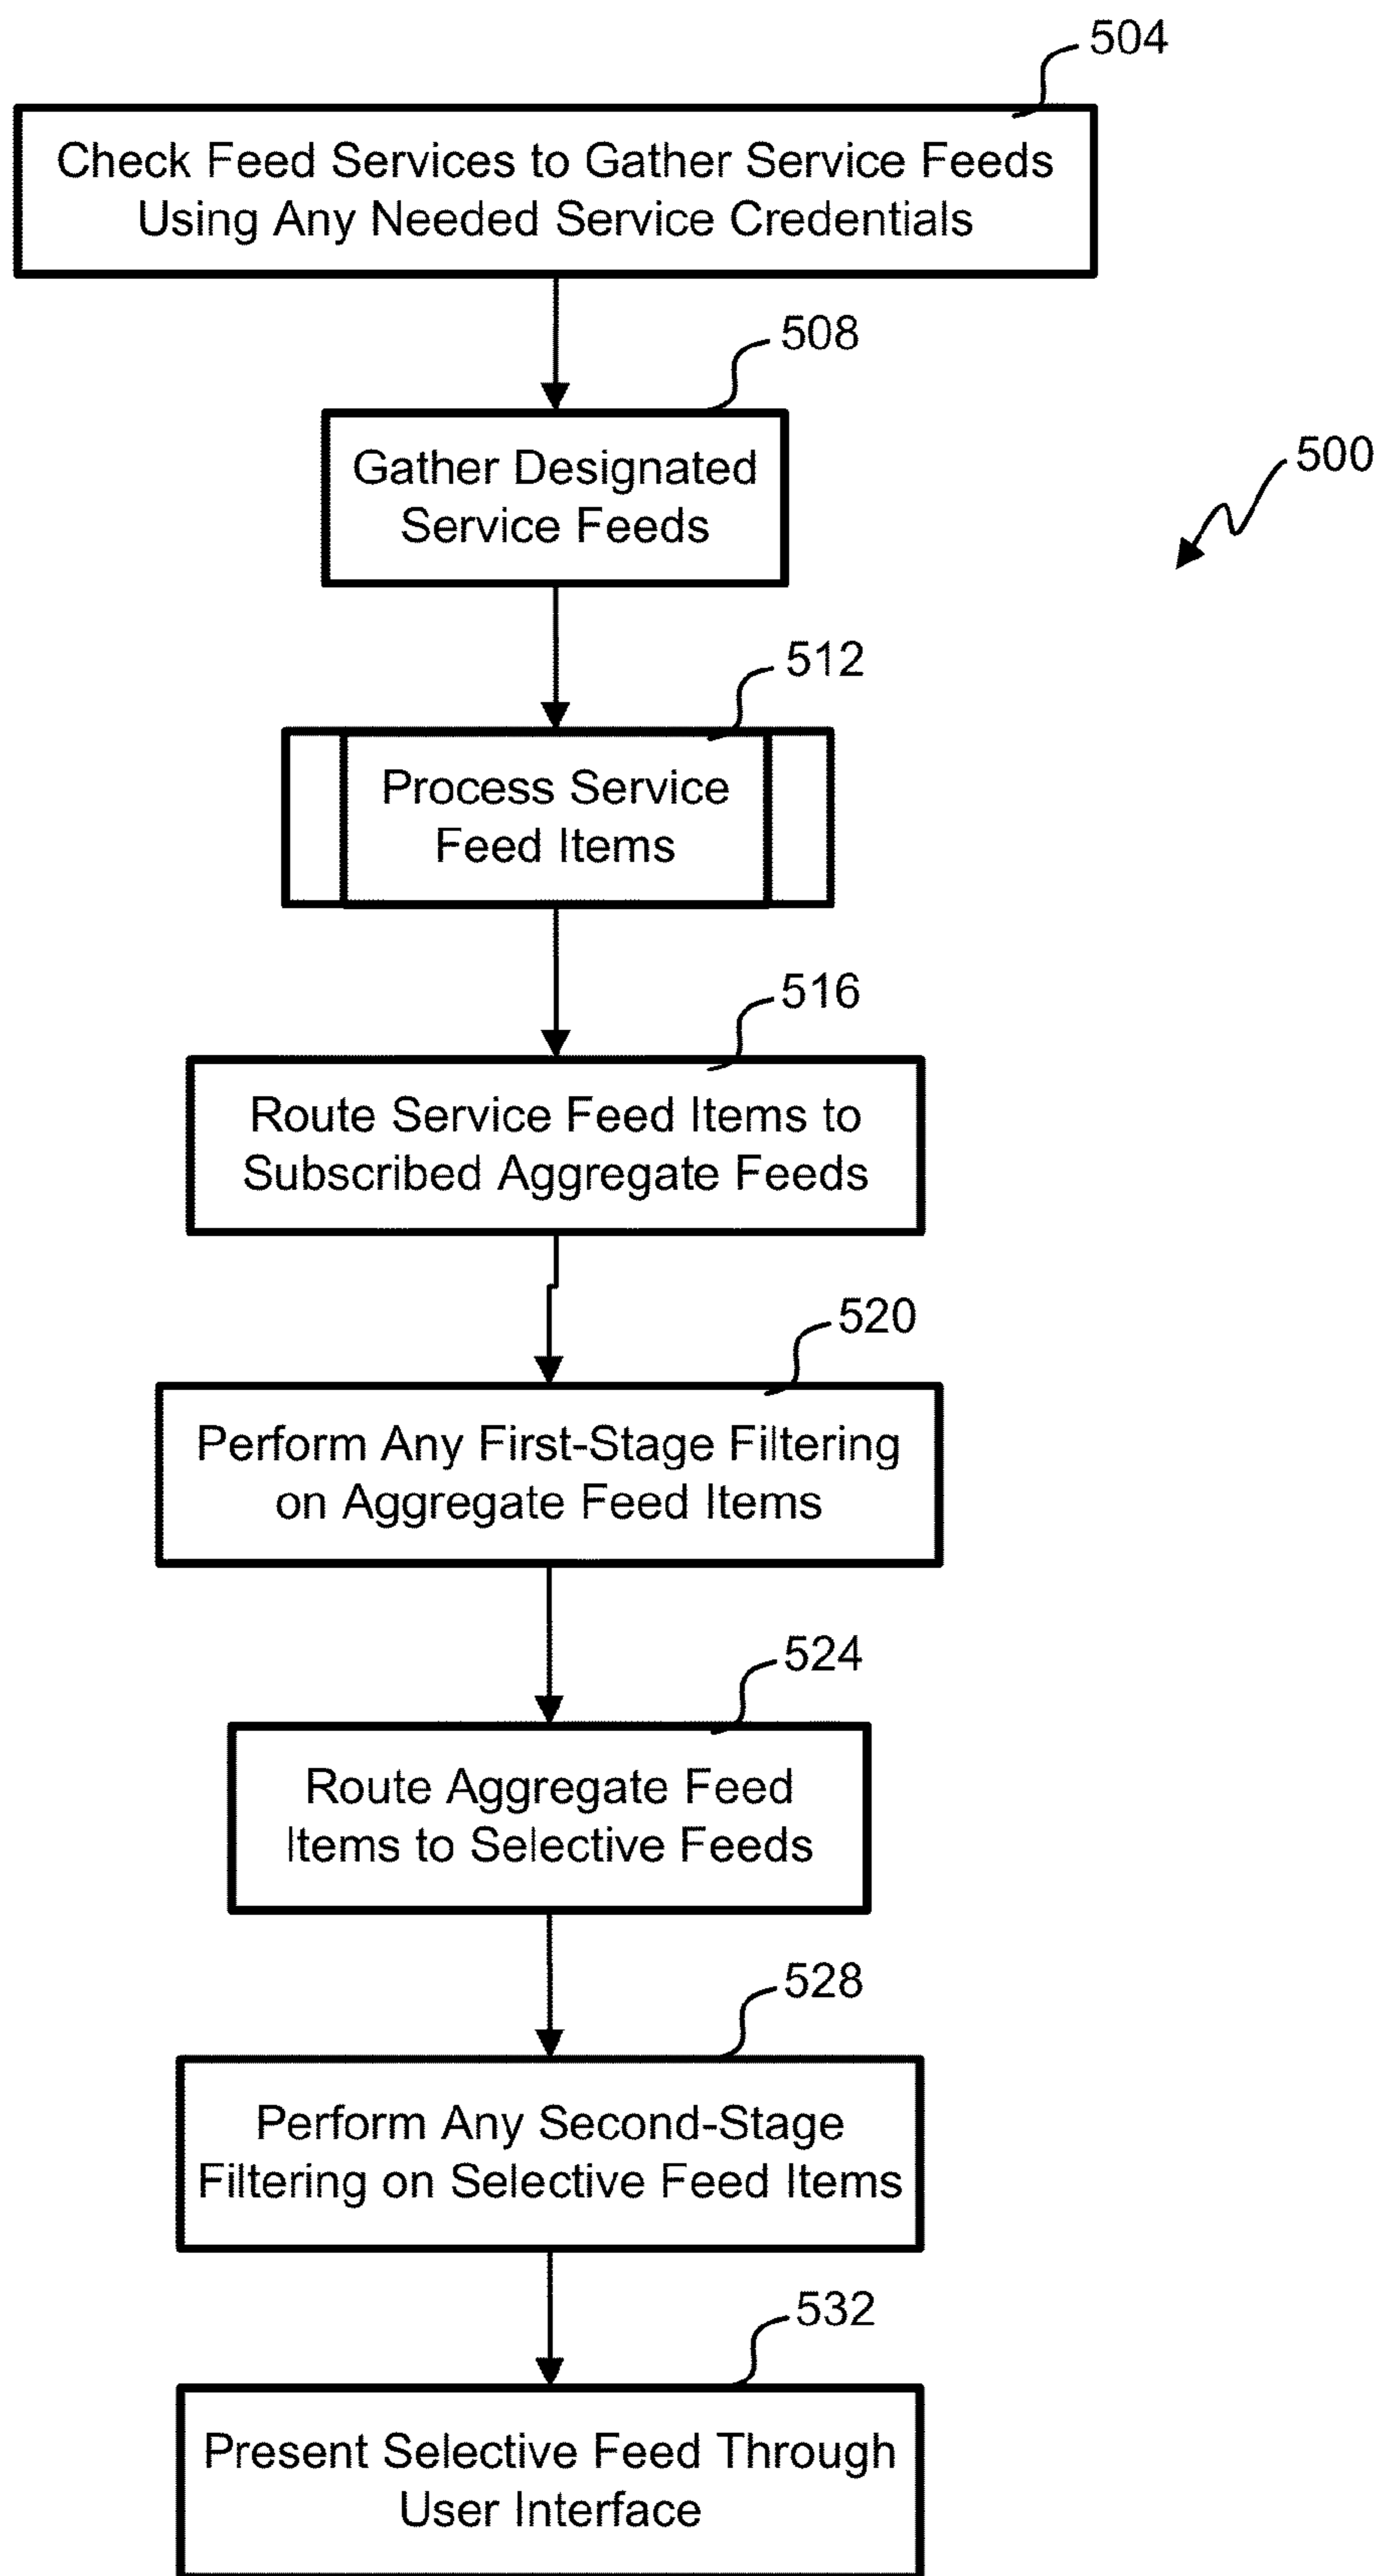 504
Check Feed Services to Gather Service Feeds
Using Any Needed Service Credentials
508
Gather Designated
Service Feeds
500
512
Process Service
Feed Items
516
Route Service Feed Items to
Subscribed Aggregate Feeds
520
Perform Any First-Stage Filtering
on Aggregate Feed Items
524
Route Aggregate Feed
Items to Selective Feeds
528
Perform Any Second-Stage
Filtering on Selective Feed Items
532
Present Selective Feed Through
User Interface